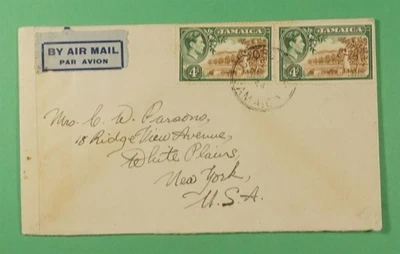 BY AIR MAIL
PAR AVION
JAMAICA
4d
JAMAICA
4d
JAMAICA
Mrs. C. W. Parsons,
18 Ridge View Avenue,
White Plains,
New York,
U.S.A.